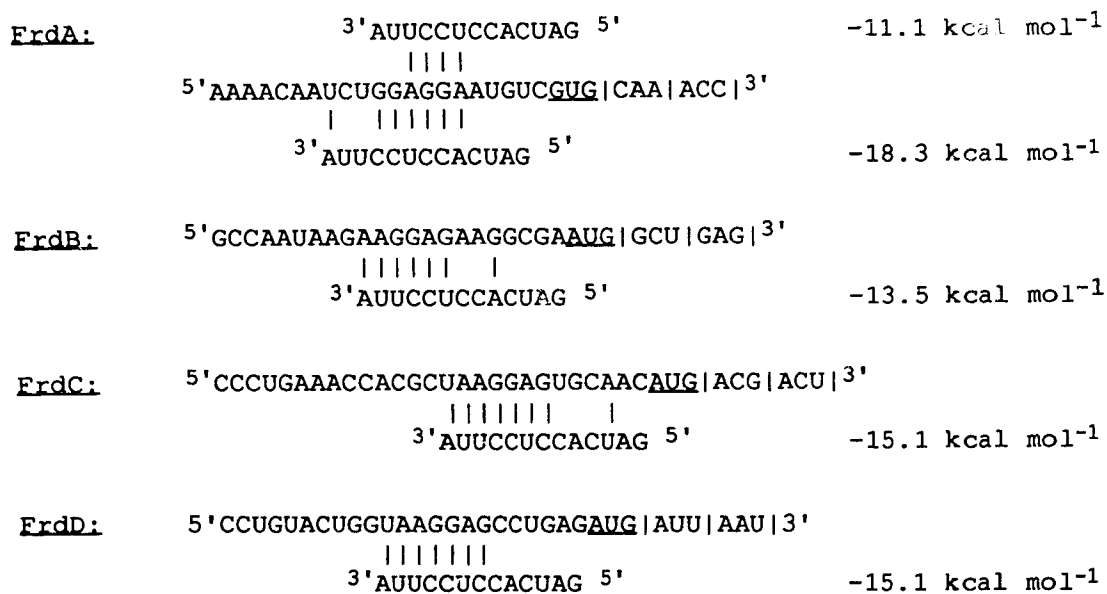 FrdA: 3'AUUCCUCCACUAG 5' -11.1 kcal mol-1
5'AAAACAAUCUGGAGGAAUGUCGUG|CAA|ACC|3'
3'AUUCCUCCACUAG 5' -18.3 kcal mol-1
FrdB: 5'GCCAAUAAGAAGGAGAAGGCGAAUG|GCU|GAG|3'
3'AUUCCUCCACUAG 5' -13.5 kcal mol-1
FrdC: 5'CCCUGAAACCACGCUAAGGAGUGCAACAUG|ACG|ACU|3'
3'AUUCCUCCACUAG 5' -15.1 kcal mol-1
FrdD: 5'CCUGUACUGGUAAGGAGCCUGAGAUG|AUU|AAU|3'
3'AUUCCUCCACUAG 5' -15.1 kcal mol-1